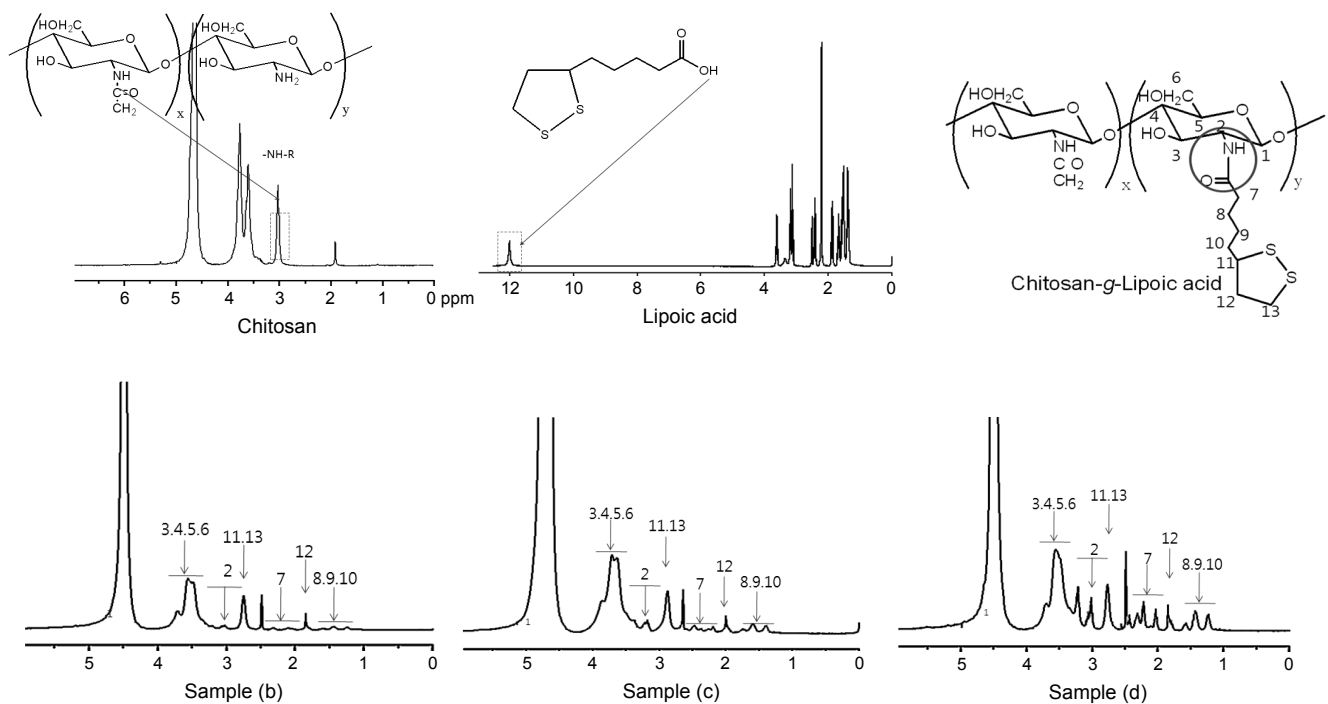 HOH₂C
O
HO
NH
C=O
CH₂
x
HOH₂C
O
HO
NH₂
O
O
y
-NH-R
6 5 4 3 2 1 0 ppm
Chitosan
O
OH
S
S
12 10 8 6 4 2 0
Lipoic acid
HOH₂C
O
HO
NH
C O
CH₂
x
O
6
HOH₂C
4
5
O
2
HO
3
NH
1
O
y
O
7
8
9
10
11
S
S
12
13
Chitosan-g-Lipoic acid
3.4.5.6
11.13
2
12
7
8.9.10
1
5 4 3 2 1 0
Sample (b)
3.4.5.6
11.13
2
12
7
8.9.10
1
5 4 3 2 1 0
Sample (c)
3.4.5.6
11.13
2
12
7
8.9.10
1
5 4 3 2 1 0
Sample (d)